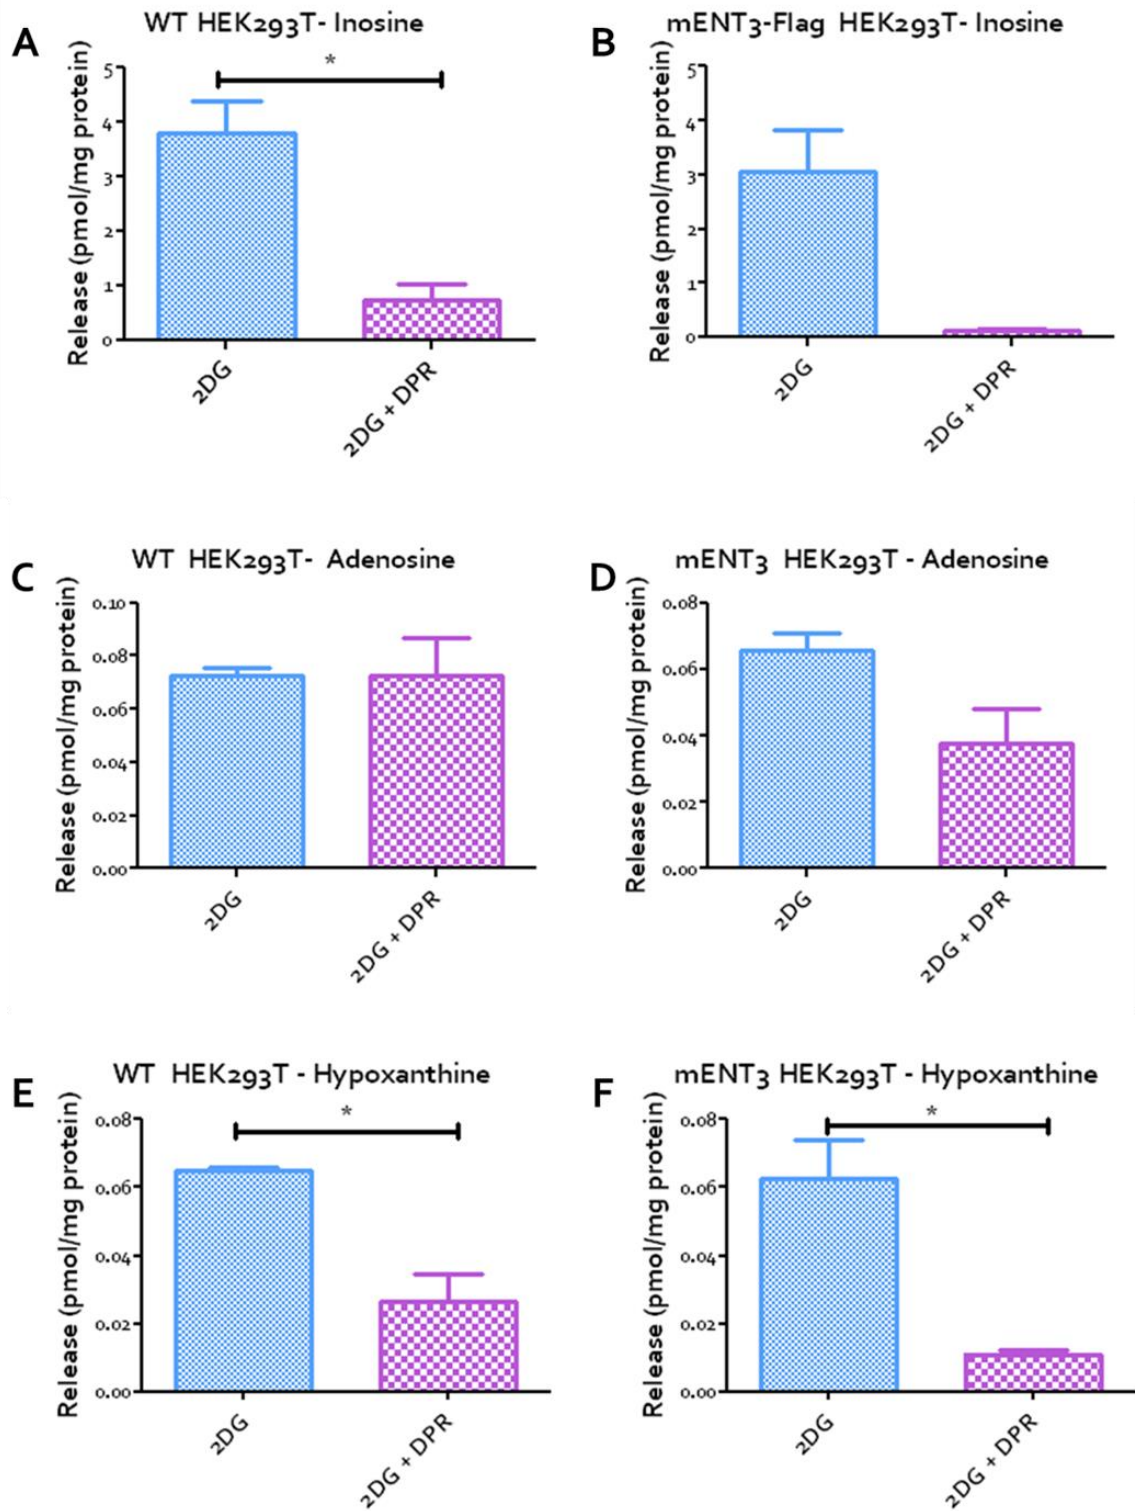 A
WT HEK293T- Inosine
Release (pmol/mg protein)
5
4
3
2
1
0
*
2DG
2DG + DPR
B
mENT3-Flag HEK293T- Inosine
Release (pmol/mg protein)
5
4
3
2
1
0
2DG
2DG + DPR
C
WT HEK293T- Adenosine
Release (pmol/mg protein)
0.10
0.08
0.06
0.04
0.02
0.00
2DG
2DG + DPR
D
mENT3 HEK293T - Adenosine
Release (pmol/mg protein)
0.08
0.06
0.04
0.02
0.00
2DG
2DG + DPR
E
WT HEK293T - Hypoxanthine
Release (pmol/mg protein)
0.08
0.06
0.04
0.02
0.00
*
2DG
2DG + DPR
F
mENT3 HEK293T - Hypoxanthine
Release (pmol/mg protein)
0.08
0.06
0.04
0.02
0.00
*
2DG
2DG + DPR